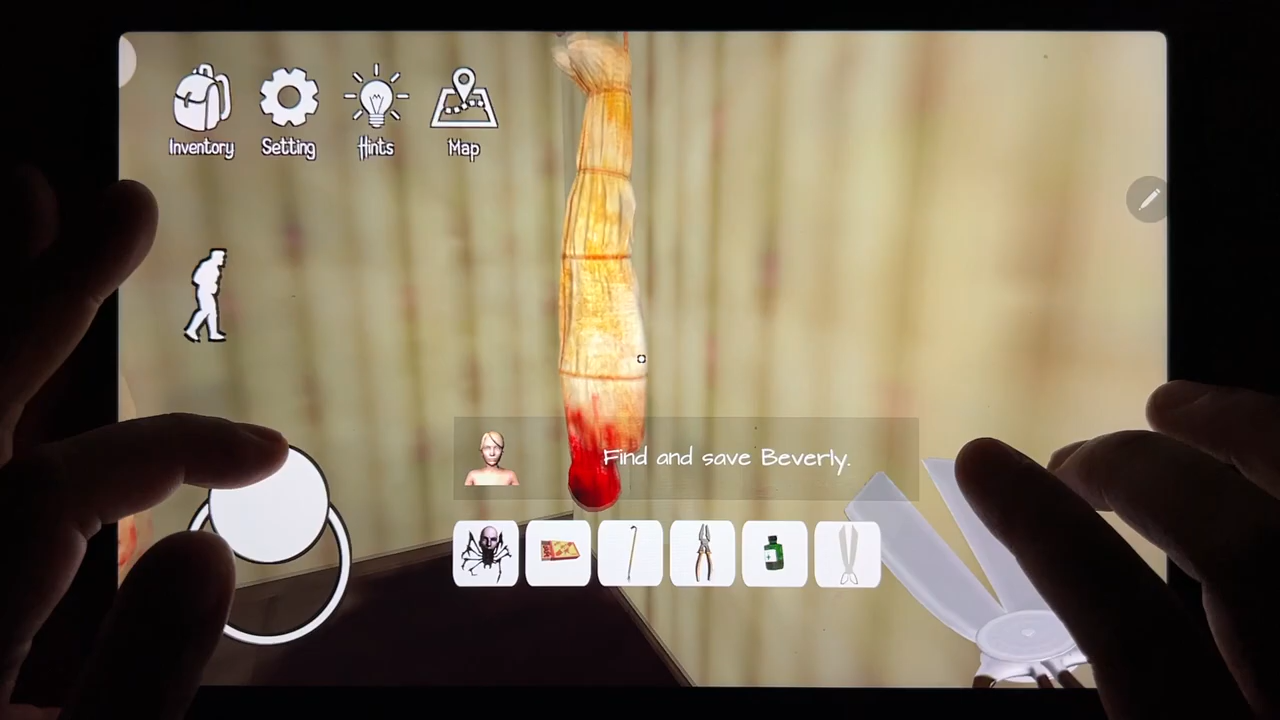 Inventory
Setting
Hints
Map
Find and save Beverly.